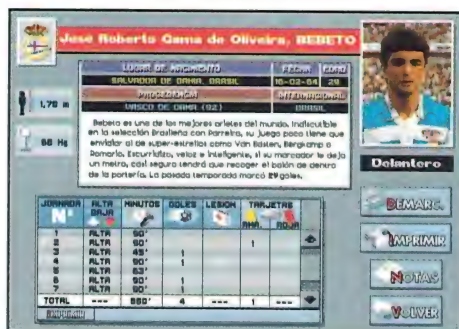 José Roberto Gama de Oliveira, BEBETO
LUGAR DE NACIMIENTO FECHA EDAD
SALVADOR DE BAHIA, BRASIL 16-02-64 29
PROCEDENCIA INTERNACIONAL
VASCO DE GAMA (92) BRASIL
1,78 m
Bebeto es uno de los mejores arietes del mundo. Indiscutible
en la selección Brasileña con Parreira, su juego poco tiene que
envidiar al de super-estrellas como Van Basten, Bergkamp o
Romario. Escurridizo, veloz e inteligente, si su marcador le deja
un metro, casi seguro tendrá que recoger el balón de dentro
de la portería. La pasada temporada marcó 29 goles.
Delantero
JORNADA ALTA MINUTOS GOLES LESION TARJETAS
Nº BAJA AMA. ROJA
1 ALTA 90'
2 ALTA 90' 1
3 ALTA 45' 1
4 ALTA 90' 1
5 ALTA 63'
6 ALTA 90' 1
7 ALTA 90' 1
TOTAL --- 4 --- 1 ---
IMPRIMIR
DEMARC.
IMPRIMIR
NOTAS
VOLVER